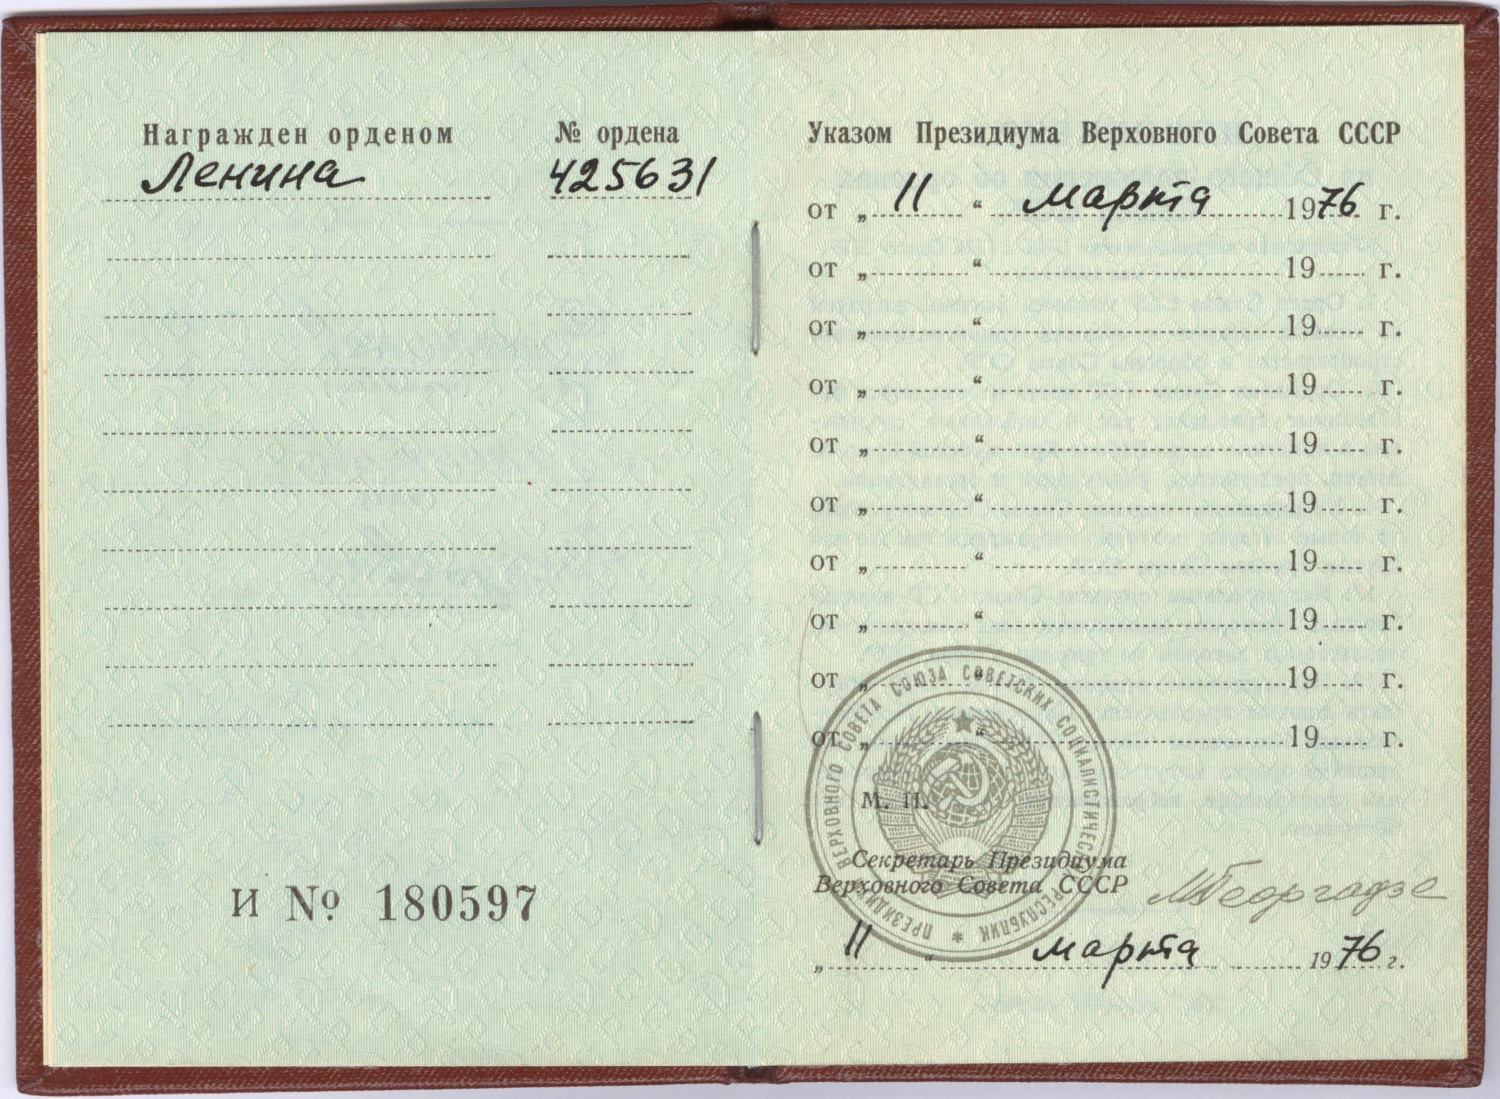 Награжден орденом № ордена
Ленина 425631
И № 180597
Указом Президиума Верховного Совета СССР
от „ 11 “ марта 1976 г.
от „ “ 19 г.
от „ “ 19 г.
от „ “ 19 г.
от „ “ 19 г.
от „ “ 19 г.
от „ “ 19 г.
от „ “ 19 г.
от „ “ 19 г.
от „ “ 19 г.
М. П.
ПРЕЗИДИУМ ВЕРХОВНОГО СОВЕТА СОЮЗА СОВЕТСКИХ СОЦИАЛИСТИЧЕСКИХ РЕСПУБЛИК
Секретарь Президиума
Верховного Совета СССР
МГеоргадзе
„ 11 “ марта 1976 г.